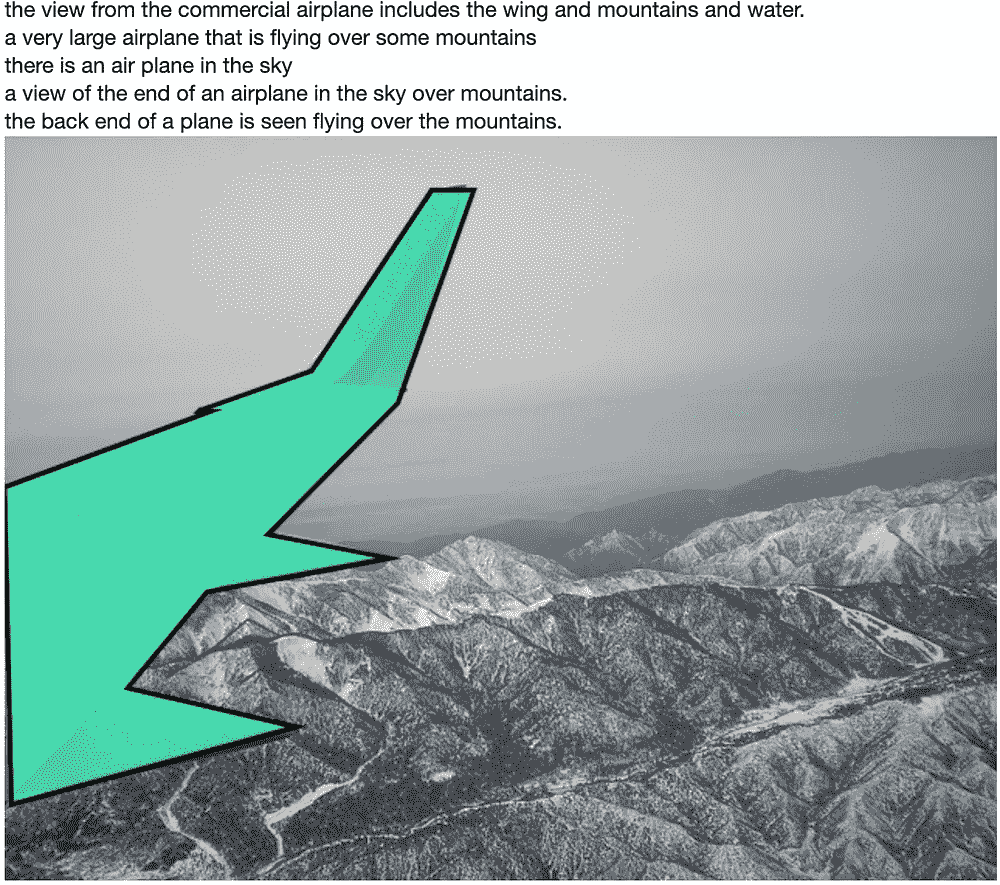 the view from the commercial airplane includes the wing and mountains and water.
a very large airplane that is flying over some mountains
there is an air plane in the sky
a view of the end of an airplane in the sky over mountains.
the back end of a plane is seen flying over the mountains.